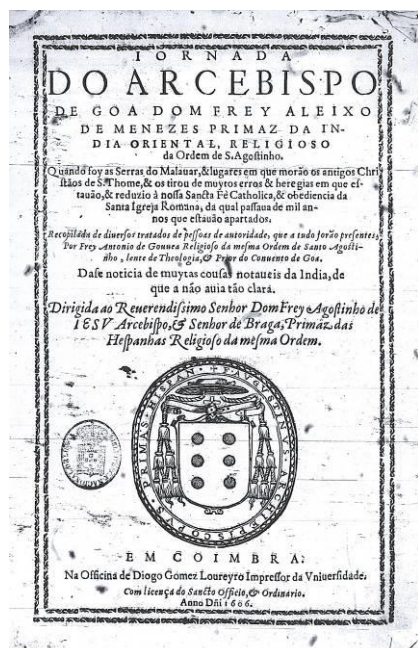 IORNADA
DO ARCEBISPO
DE GOA DOM FREY ALEIXO
DE MENEZES PRIMAZ DA IN-
DIA ORIENTAL, RELIGIOSO
da Ordem de S. Agoſtinho.
Quando foy as Serras do Malauar, & lugares em que morão os antigos Chri
ſtãos de S. Thome, & os tirou de muytos erros & heregias em que eſ-
tauão, & reduzio à noſſa Sancta Fè Catholica, & obediencia da
Santa Igreja Romana, da qual paſſaua de mil an-
nos que eſtauão apartados.
Recopilada de diuerſos tratados de peſſoas de autoridade, que a tudo forão preſentes,
Por Frey Antonio de Gouuea Religioſo da meſma Ordem de Santo Agoſti-
nho, lente de Theologia, & Prior do Conuento de Goa.
Daſe noticia de muytas couſas notaueis da India, de
que a não auia tão clara.
Dirigida ao Reuerendiſſimo Senhor Dom Frey Agoſtinho de
IESV Arcebiſpo, & Senhor de Braga, Primàz das
Heſpanhas Religioſo da meſma Ordem.
F. AVGVSTINVS. ARCHIEPISCOPVS. PRIMAS. HISPAN.
EM COIMBRA:
Na Officina de Diogo Gomez Loureyro Impreſſor da Vniuerſidade.
Com licença do Sancto Officio, & Ordinario.
Anno Dñi 1606.